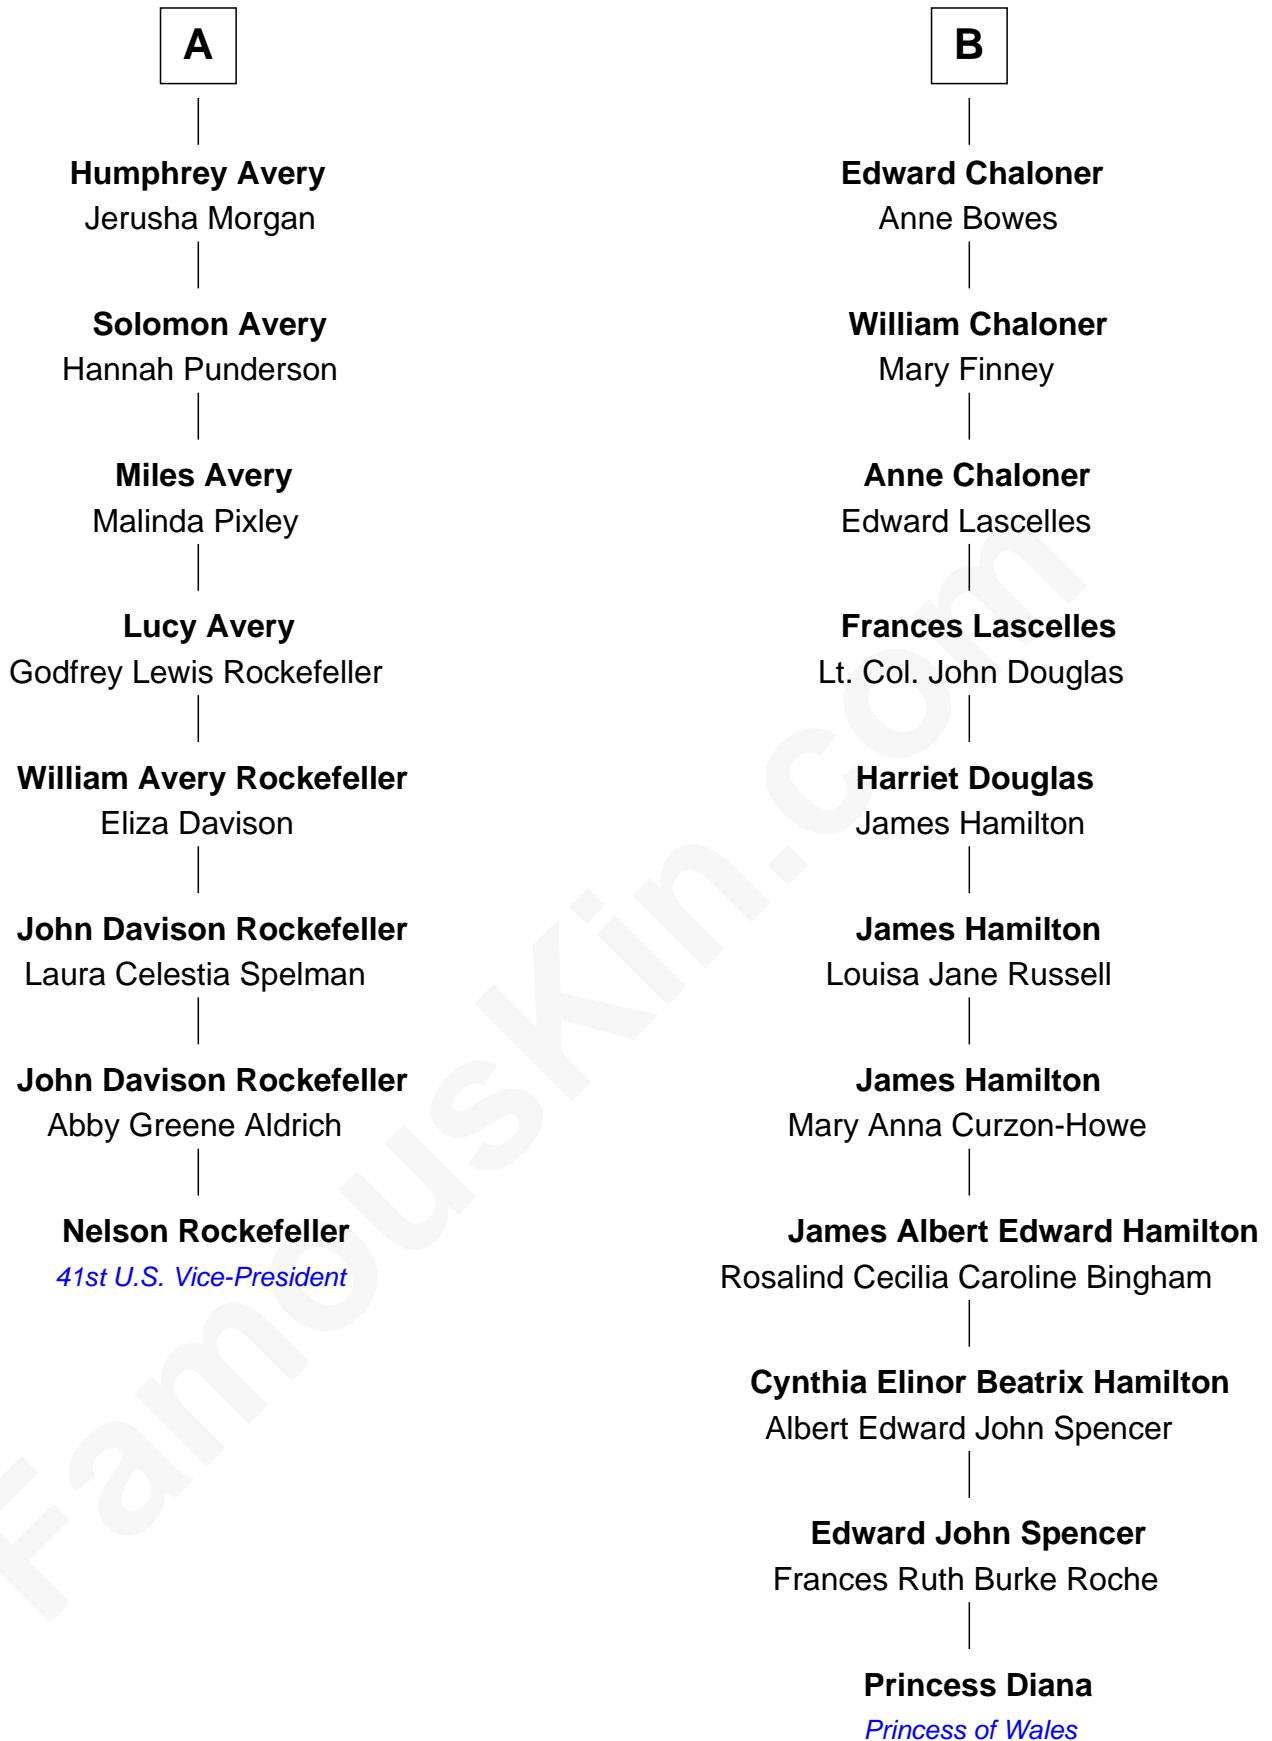 A
Humphrey Avery
Jerusha Morgan
Solomon Avery
Hannah Punderson
Miles Avery
Malinda Pixley
Lucy Avery
Godfrey Lewis Rockefeller
William Avery Rockefeller
Eliza Davison
John Davison Rockefeller
Laura Celestia Spelman
John Davison Rockefeller
Abby Greene Aldrich
Nelson Rockefeller
41st U.S. Vice-President
B
Edward Chaloner
Anne Bowes
William Chaloner
Mary Finney
Anne Chaloner
Edward Lascelles
Frances Lascelles
Lt. Col. John Douglas
Harriet Douglas
James Hamilton
James Hamilton
Louisa Jane Russell
James Hamilton
Mary Anna Curzon-Howe
James Albert Edward Hamilton
Rosalind Cecilia Caroline Bingham
Cynthia Elinor Beatrix Hamilton
Albert Edward John Spencer
Edward John Spencer
Frances Ruth Burke Roche
Princess Diana
Princess of Wales
FamousKin.com